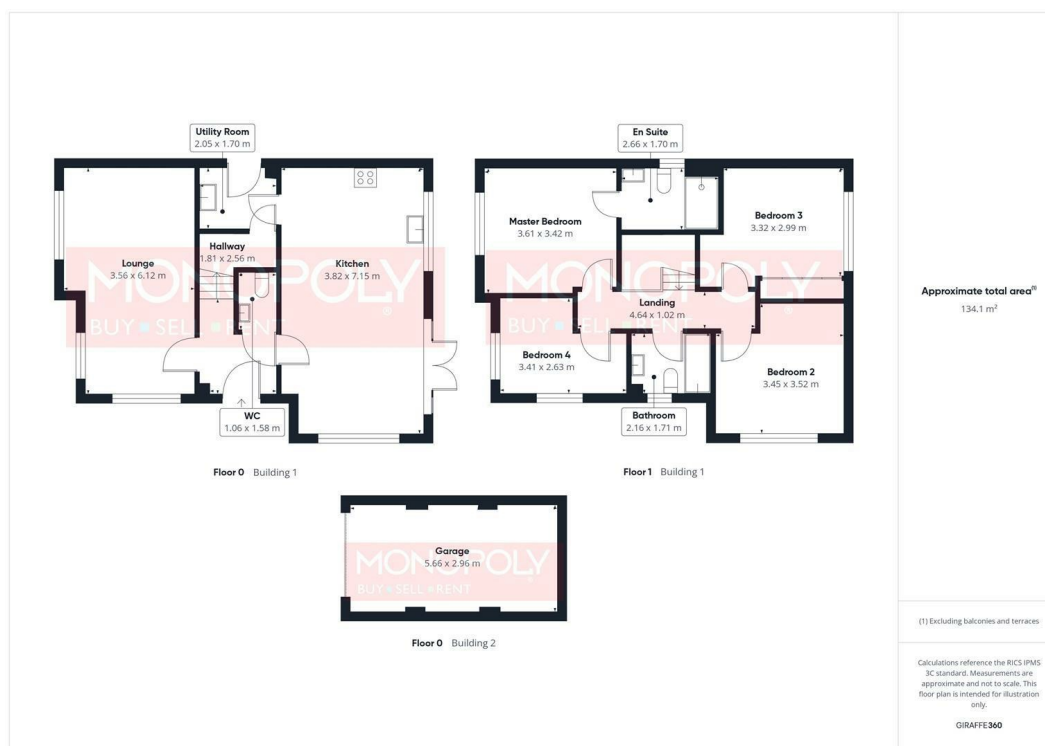 Utility Room
2.05 x 1.70 m
Lounge
3.56 x 6.12 m
Hallway
1.81 x 2.56 m
Kitchen
3.82 x 7.15 m
WC
1.06 x 1.58 m
MONOPOLY
®
BUY SELL RENT
Floor 0 Building 1
En Suite
2.66 x 1.70 m
Master Bedroom
3.61 x 3.42 m
Bedroom 3
3.32 x 2.99 m
Landing
4.64 x 1.02 m
Bedroom 4
3.41 x 2.63 m
Bedroom 2
3.45 x 3.52 m
Bathroom
2.16 x 1.71 m
MONOPOLY
BUY SELL RENT
Floor 1 Building 1
Garage
5.66 x 2.96 m
MONOPOLY
®
BUY SELL RENT
Floor 0 Building 2
Approximate total area(1)
134.1 m²
(1) Excluding balconies and terraces
Calculations reference the RICS IPMS
3C standard. Measurements are
approximate and not to scale. This
floor plan is intended for illustration
only.
GIRAFFE360